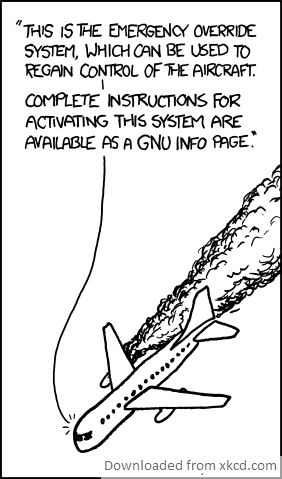 "THIS IS THE EMERGENCY OVERRIDE
SYSTEM, WHICH CAN BE USED TO
REGAIN CONTROL OF THE AIRCRAFT.
COMPLETE INSTRUCTIONS FOR
ACTIVATING THIS SYSTEM ARE
AVAILABLE AS A GNU INFO PAGE."
Downloaded from xkcd.com